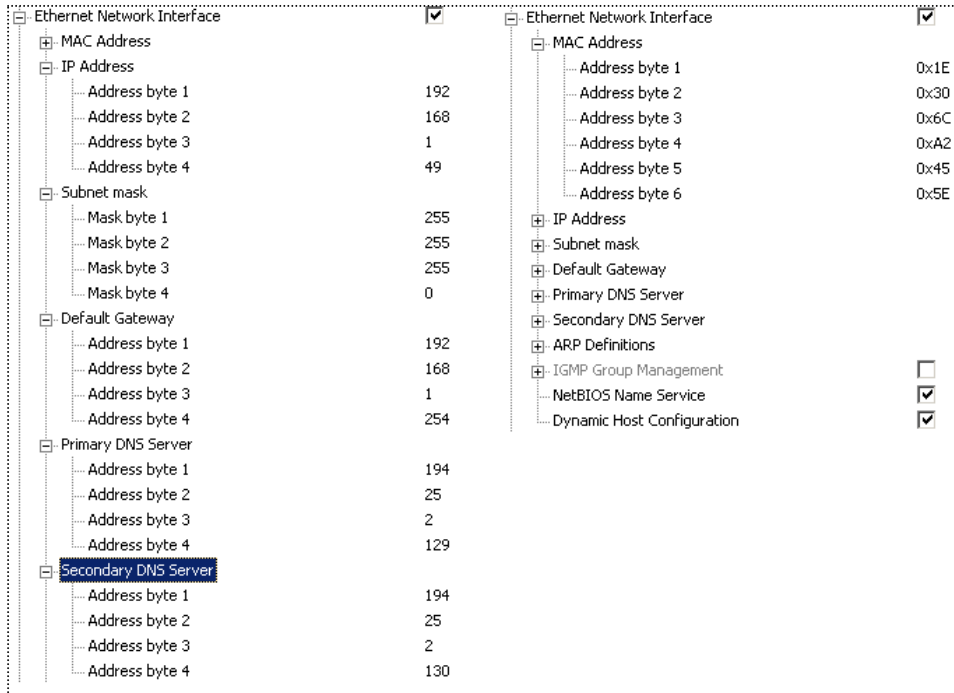 Ethernet Network Interface
MAC Address
IP Address
Address byte 1 192
Address byte 2 168
Address byte 3 1
Address byte 4 49
Subnet mask
Mask byte 1 255
Mask byte 2 255
Mask byte 3 255
Mask byte 4 0
Default Gateway
Address byte 1 192
Address byte 2 168
Address byte 3 1
Address byte 4 254
Primary DNS Server
Address byte 1 194
Address byte 2 25
Address byte 3 2
Address byte 4 129
Secondary DNS Server
Address byte 1 194
Address byte 2 25
Address byte 3 2
Address byte 4 130
Ethernet Network Interface
MAC Address
Address byte 1 0x1E
Address byte 2 0x30
Address byte 3 0x6C
Address byte 4 0xA2
Address byte 5 0x45
Address byte 6 0x5E
IP Address
Subnet mask
Default Gateway
Primary DNS Server
Secondary DNS Server
ARP Definitions
IGMP Group Management
NetBIOS Name Service
Dynamic Host Configuration